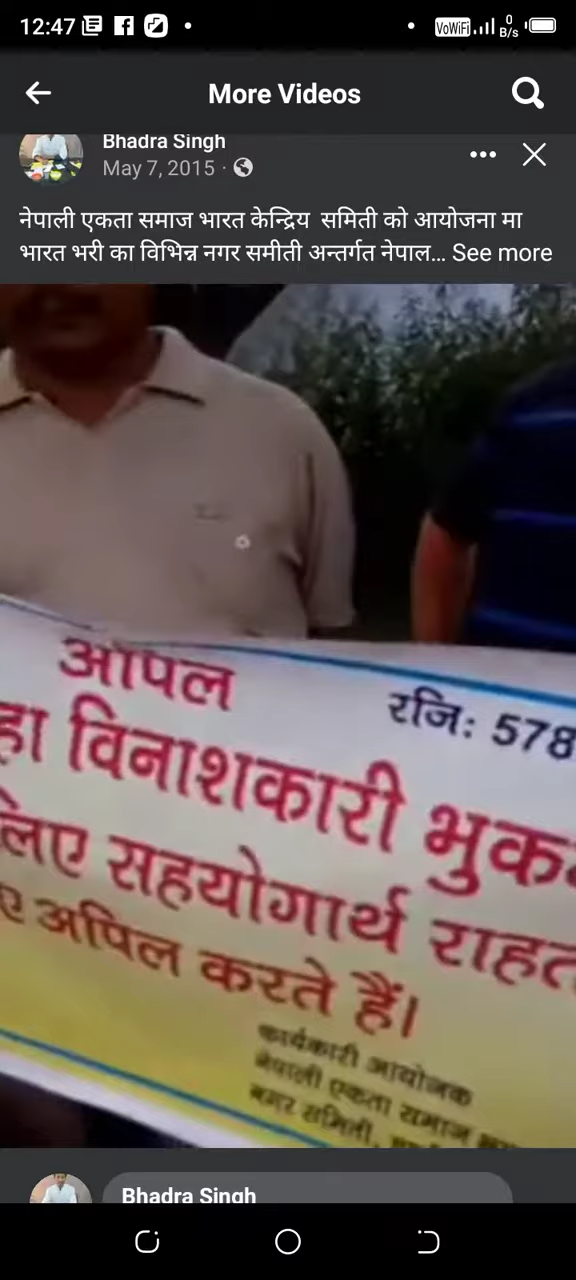 12:47
VoWiFi
0 B/s
More Videos
Bhadra Singh
May 7, 2015 ·
नेपाली एकता समाज भारत केन्द्रिय समिती को आयोजना मा
भारत भरी का विभिन्न नगर समीती अन्तर्गत नेपाल... See more
अपिल
रजि: 578
हा विनाशकारी भुक
लिए सहयोगार्थ राहत
ए अपिल करते हैं।
कार्यकारी आयोजक
नेपाली एकता समाज
नगर समिति,
Bhadra Singh